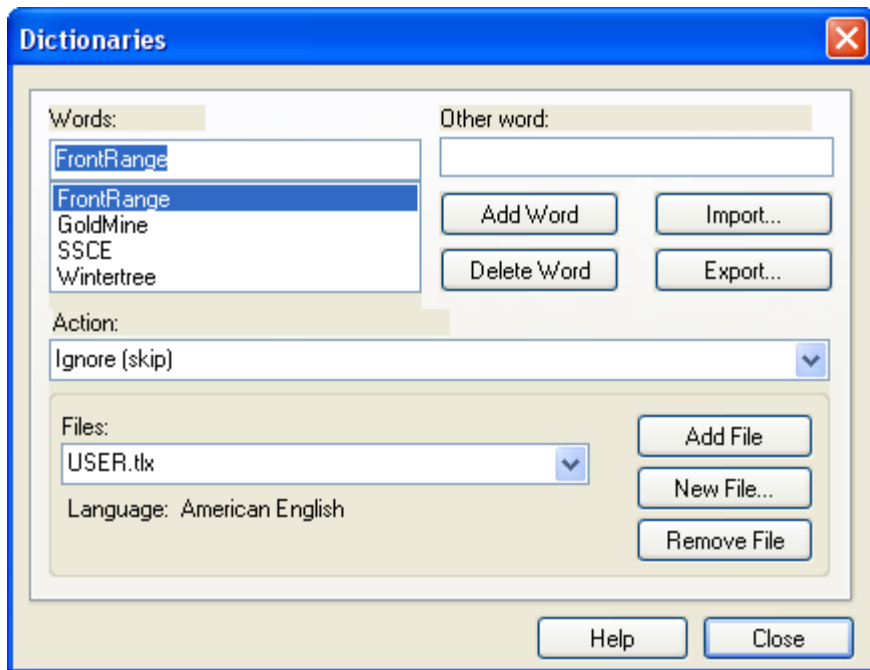 Dictionaries
Words:
Other word:
FrontRange
FrontRange
GoldMine
SSCE
Wintertree
Add Word
Import...
Delete Word
Export...
Action:
Ignore (skip)
Files:
USER.tlx
Language: American English
Add File
New File...
Remove File
Help
Close